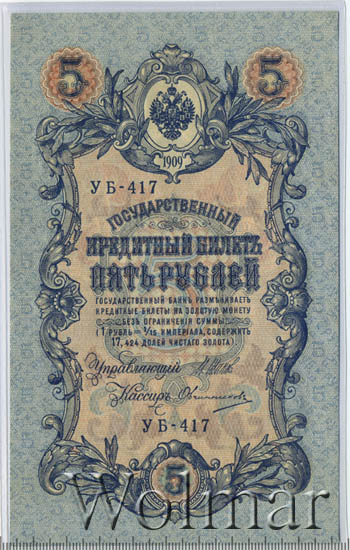 5 5
1909
УБ-417
ГОСУДАРСТВЕННЫЙ
КРЕДИТНЫЙ БИЛЕТЪ
ПЯТЬ РУБЛЕЙ
ГОСУДАРСТВЕННЫЙ БАНКЪ РАЗМѢНИВАЕТЪ
КРЕДИТНЫЕ БИЛЕТЫ НА ЗОЛОТУЮ МОНЕТУ
БЕЗЪ ОГРАНИЧЕНІЯ СУММЫ
(1 РУБЛЬ = 1/15 ИМПЕРІАЛА, СОДЕРЖИТЪ
17,424 ДОЛЕЙ ЧИСТАГО ЗОЛОТА).
Управляющій
Кассиръ
УБ-417
5
Wolmar